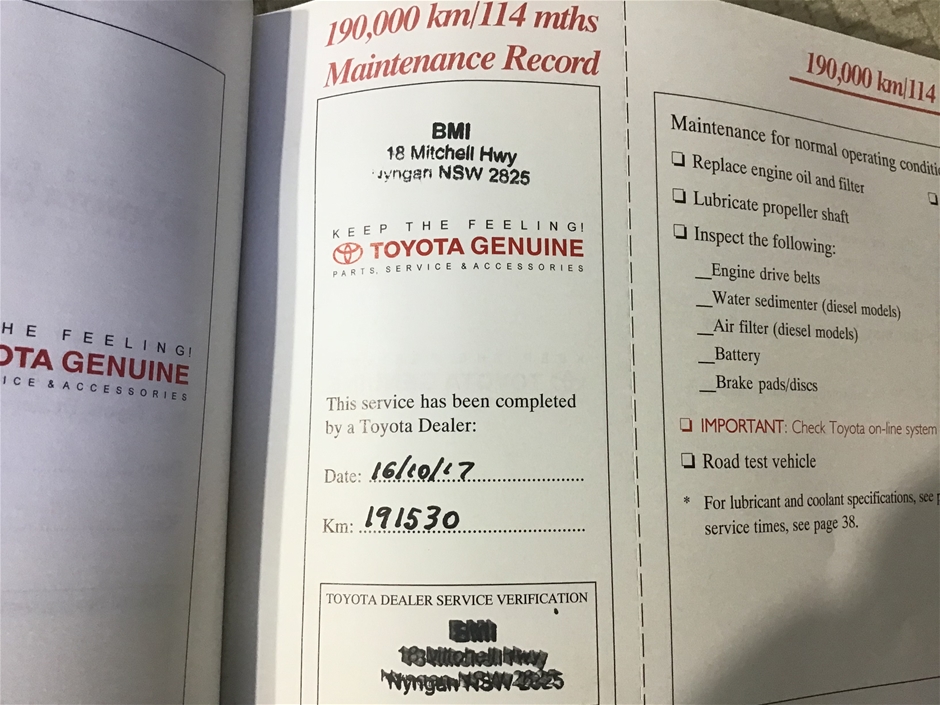 HE FEELING!
OTA GENUINE
ICE & ACCESSORIES
190,000 km/114 mths
Maintenance Record
BMI
18 Mitchell Hwy
Nyngan NSW 2825
KEEP THE FEELING!
TOYOTA GENUINE
PARTS, SERVICE & ACCESSORIES
This service has been completed
by a Toyota Dealer:
Date: 16/10/17
Km: 191530
TOYOTA DEALER SERVICE VERIFICATION
BMI
18 Mitchell Hwy
Nyngan NSW 2825
190,000 km/114
Maintenance for normal operating conditi
❏ Replace engine oil and filter
❏ Lubricate propeller shaft
❏ Inspect the following:
__Engine drive belts
__Water sedimenter (diesel models)
__Air filter (diesel models)
__Battery
__Brake pads/discs
❏ IMPORTANT: Check Toyota on-line system
❏ Road test vehicle
* For lubricant and coolant specifications, see p
service times, see page 38.